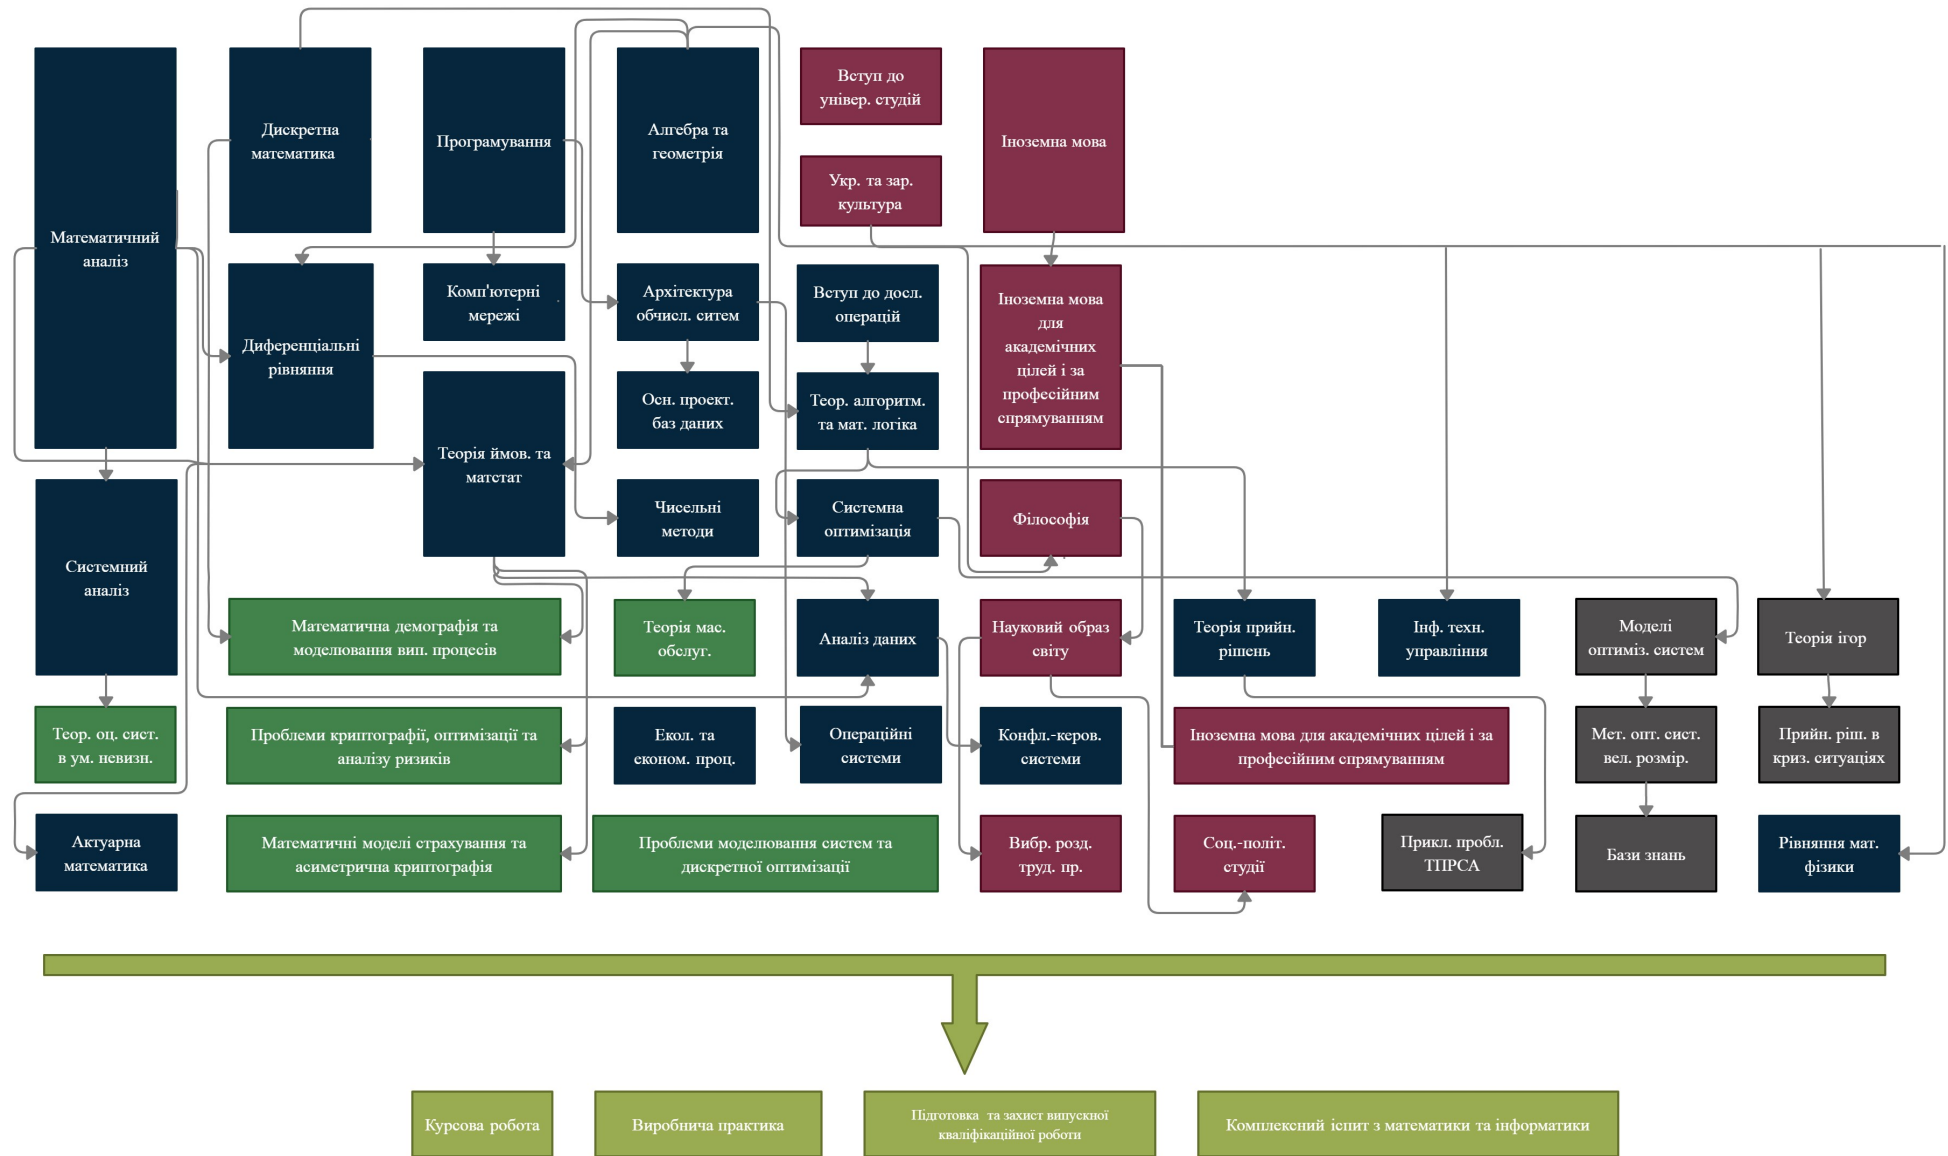 Вступ до
універ. студій
Дискретна
математика
Програмування
Алгебра та
геометрія
Іноземна мова
Укр. та зар.
культура
Математичний
аналіз
Комп'ютерні
мережі
Архітектура
обчисл. ситем
Вступ до досл.
операцій
Іноземна мова
для
академічних
цілей і за
професійним
спрямуванням
Диференціальні
рівняння
Осн. проект.
баз даних
Теор. алгоритм.
та мат. логіка
Теорія ймов. та
матстат
Чисельні
методи
Системна
оптимізація
Філософія
Системний
аналіз
Математична демографія та
моделювання вип. процесів
Теорія мас.
обслуг.
Аналіз даних
Науковий образ
світу
Теорія прийн.
рішень
Інф. техн.
управління
Моделі
оптиміз. систем
Теорія ігор
Теор. оц. сист.
в ум. невизн.
Проблеми криптографії, оптимізації та
аналізу ризиків
Екол. та
економ. проц.
Операційні
системи
Конфл.-керов.
системи
Іноземна мова для академічних цілей і за
професійним спрямуванням
Мет. опт. сист.
вел. розмір.
Прийн. ріш. в
криз. ситуаціях
Актуарна
математика
Математичні моделі страхування та
асиметрична криптографія
Проблеми моделювання систем та
дискретної оптимізації
Вибр. розд.
труд. пр.
Соц.-політ.
студії
Прикл. пробл.
ТПРСА
Бази знань
Рівняння мат.
фізики
Курсова робота
Виробнича практика
Підготовка та захист випускної
кваліфікаційної роботи
Комплексний іспит з математики та інформатики